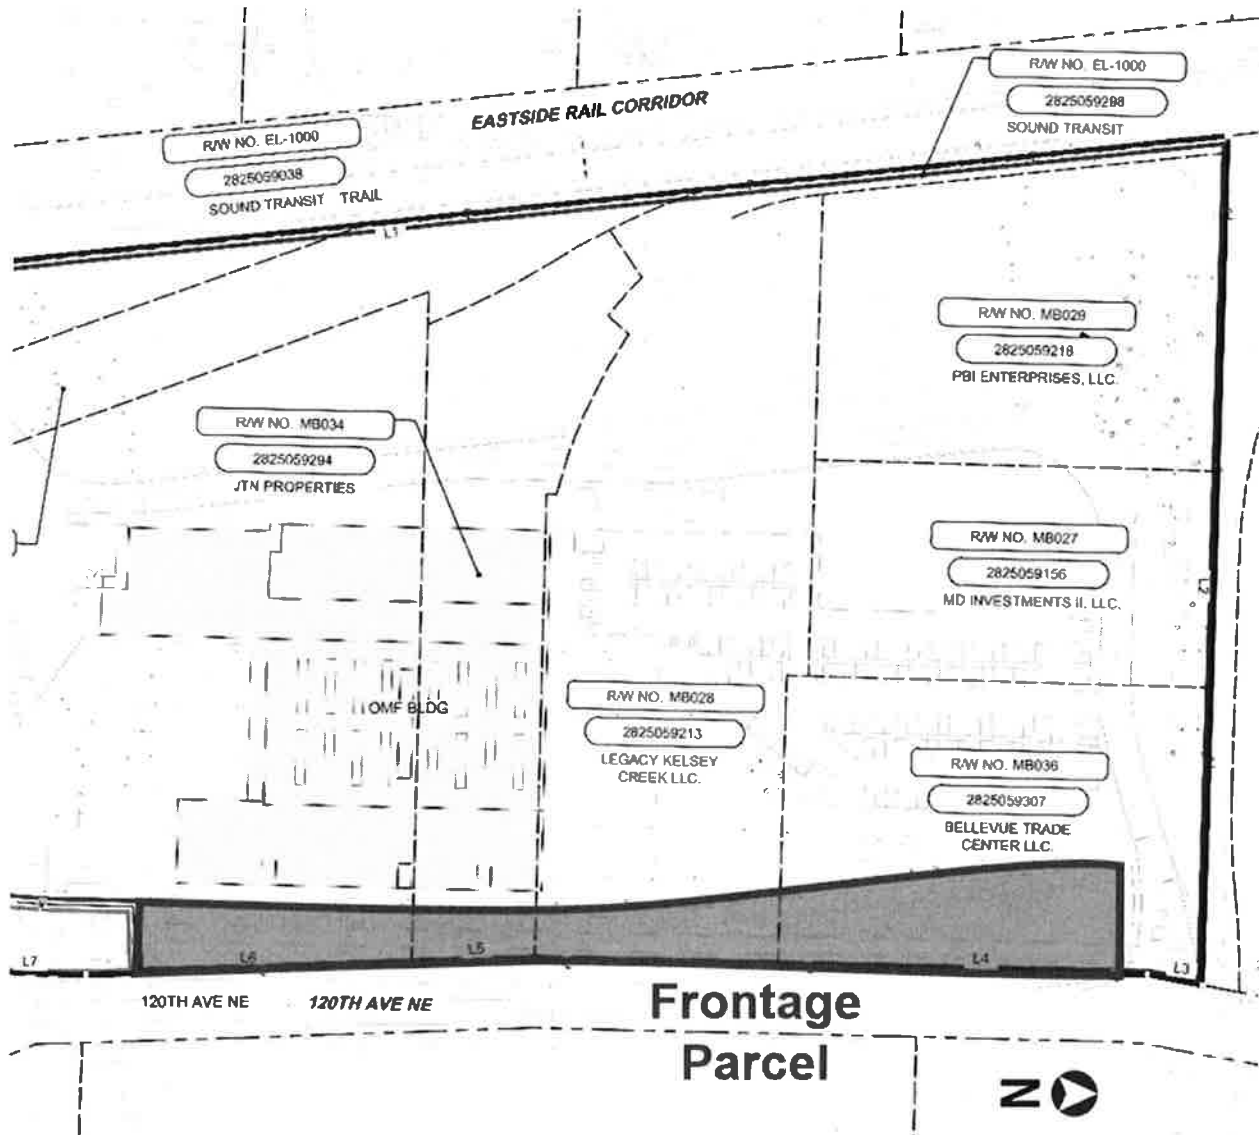 R/W NO. EL-1000
2825059298
SOUND TRANSIT
EASTSIDE RAIL CORRIDOR
R/W NO. EL-1000
2825059038
SOUND TRANSIT TRAIL
L1
R/W NO. MB029
2825059218
PBI ENTERPRISES, LLC.
R/W NO. MB034
2825059294
JTN PROPERTIES
R/W NO. MB027
2825059156
MD INVESTMENTS II, LLC.
L2
OMF BLDG
R/W NO. MB028
2825059213
LEGACY KELSEY
CREEK LLC.
R/W NO. MB036
2825059307
BELLEVUE TRADE
CENTER LLC.
L7
L6
L5
L4
L3
120TH AVE NE
120TH AVE NE
Frontage
Parcel
N